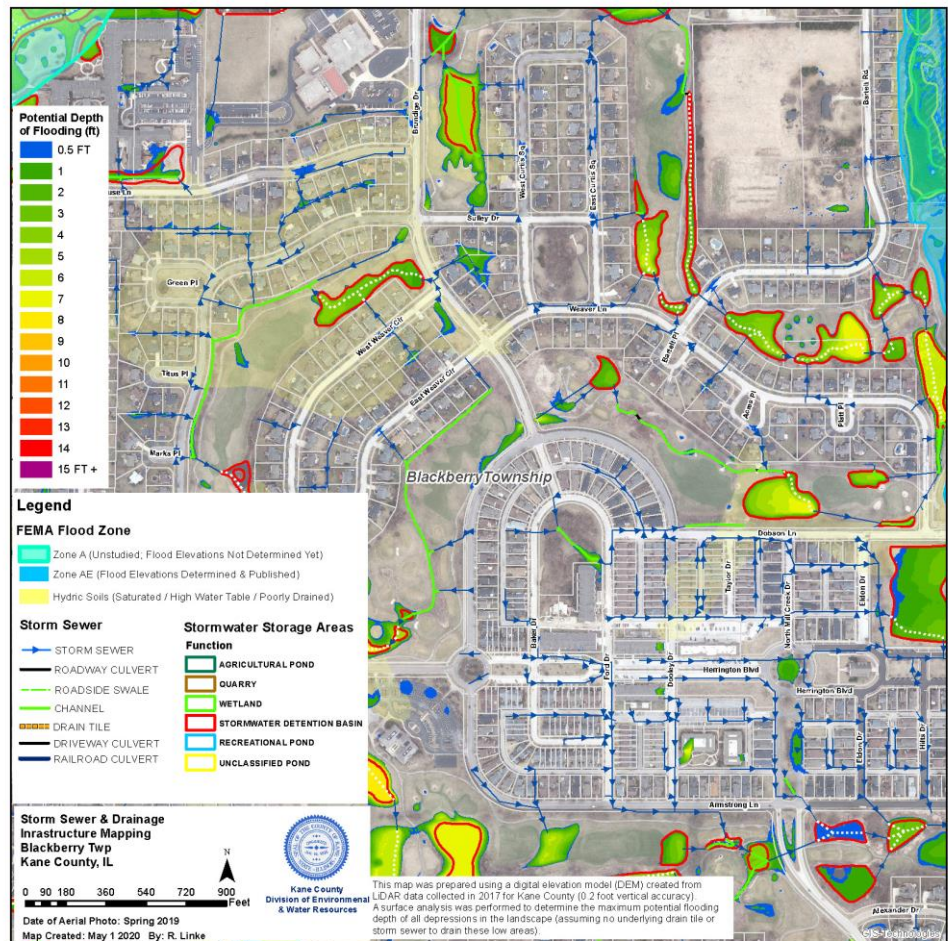 Potential Depth
of Flooding (ft)
0.5 FT
1
2
3
4
5
6
7
8
9
10
11
12
13
14
15 FT +
Brundige Dr
West Curtis Sq
East Curtis Sq
Bartelt Rd
use Ln
Sulley Dr
Green Pl
West Weaver Cir
Weaver Ln
Bartelt Pl
Titus Pl
East Weaver Cir
Acres Pl
Platt Pl
Marks Pl
Blackberry Township
Dobson Ln
Taylor Dr
North Mill Creek Dr
Eldon Dr
Baker Dr
Ford Dr
Dooley Dr
Herrington Blvd
Herrington Blvd
Eldon Dr
Hills Dr
Armstrong Ln
Alexander Dr
Legend
FEMA Flood Zone
Zone A (Unstudied; Flood Elevations Not Determined Yet)
Zone AE (Flood Elevations Determined & Published)
Hydric Soils (Saturated / High Water Table / Poorly Drained)
Storm Sewer
STORM SEWER
ROADWAY CULVERT
ROADSIDE SWALE
CHANNEL
DRAIN TILE
DRIVEWAY CULVERT
RAILROAD CULVERT
Stormwater Storage Areas
Function
AGRICULTURAL POND
QUARRY
WETLAND
STORMWATER DETENTION BASIN
RECREATIONAL POND
UNCLASSIFIED POND
Storm Sewer & Drainage
Inrastructure Mapping
Blackberry Twp
Kane County, IL
N
0 90 180 360 540 720 900
Feet
Date of Aerial Photo: Spring 2019
Map Created: May 1 2020 By: R. Linke
Kane County
Division of Environmental
& Water Resources
This map was prepared using a digital elevation model (DEM) created from
LiDAR data collected in 2017 for Kane County (0.2 foot vertical accuracy).
A surface analysis was performed to determine the maximum potential flooding
depth of all depressions in the landscape (assuming no underlying drain tile or
storm sewer to drain these low areas).
GIS-Technologies